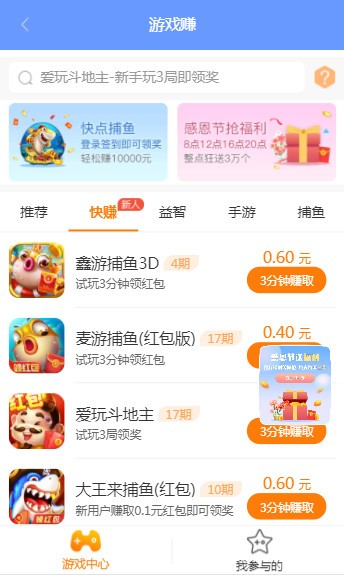 游戏赚
爱玩斗地主-新手玩3局即领奖
快点捕鱼
登录签到即可领奖
轻松赚10000元
感恩节抢福利
8点12点16点20点
整点狂送3万个
推荐
快赚
新人
益智
手游
捕鱼
鑫游捕鱼3D 4期
试玩3分钟领红包
0.60 元
3分钟赚取
麦游捕鱼(红包版) 17期
试玩3分钟领红包
0.40 元
感恩节送福利
爱玩斗地主 17期
试玩3局领奖
3分钟赚取
大王来捕鱼(红包) 10期
新用户赚取0.1元红包即可领奖
0.60 元
3分钟赚取
游戏中心
我参与的